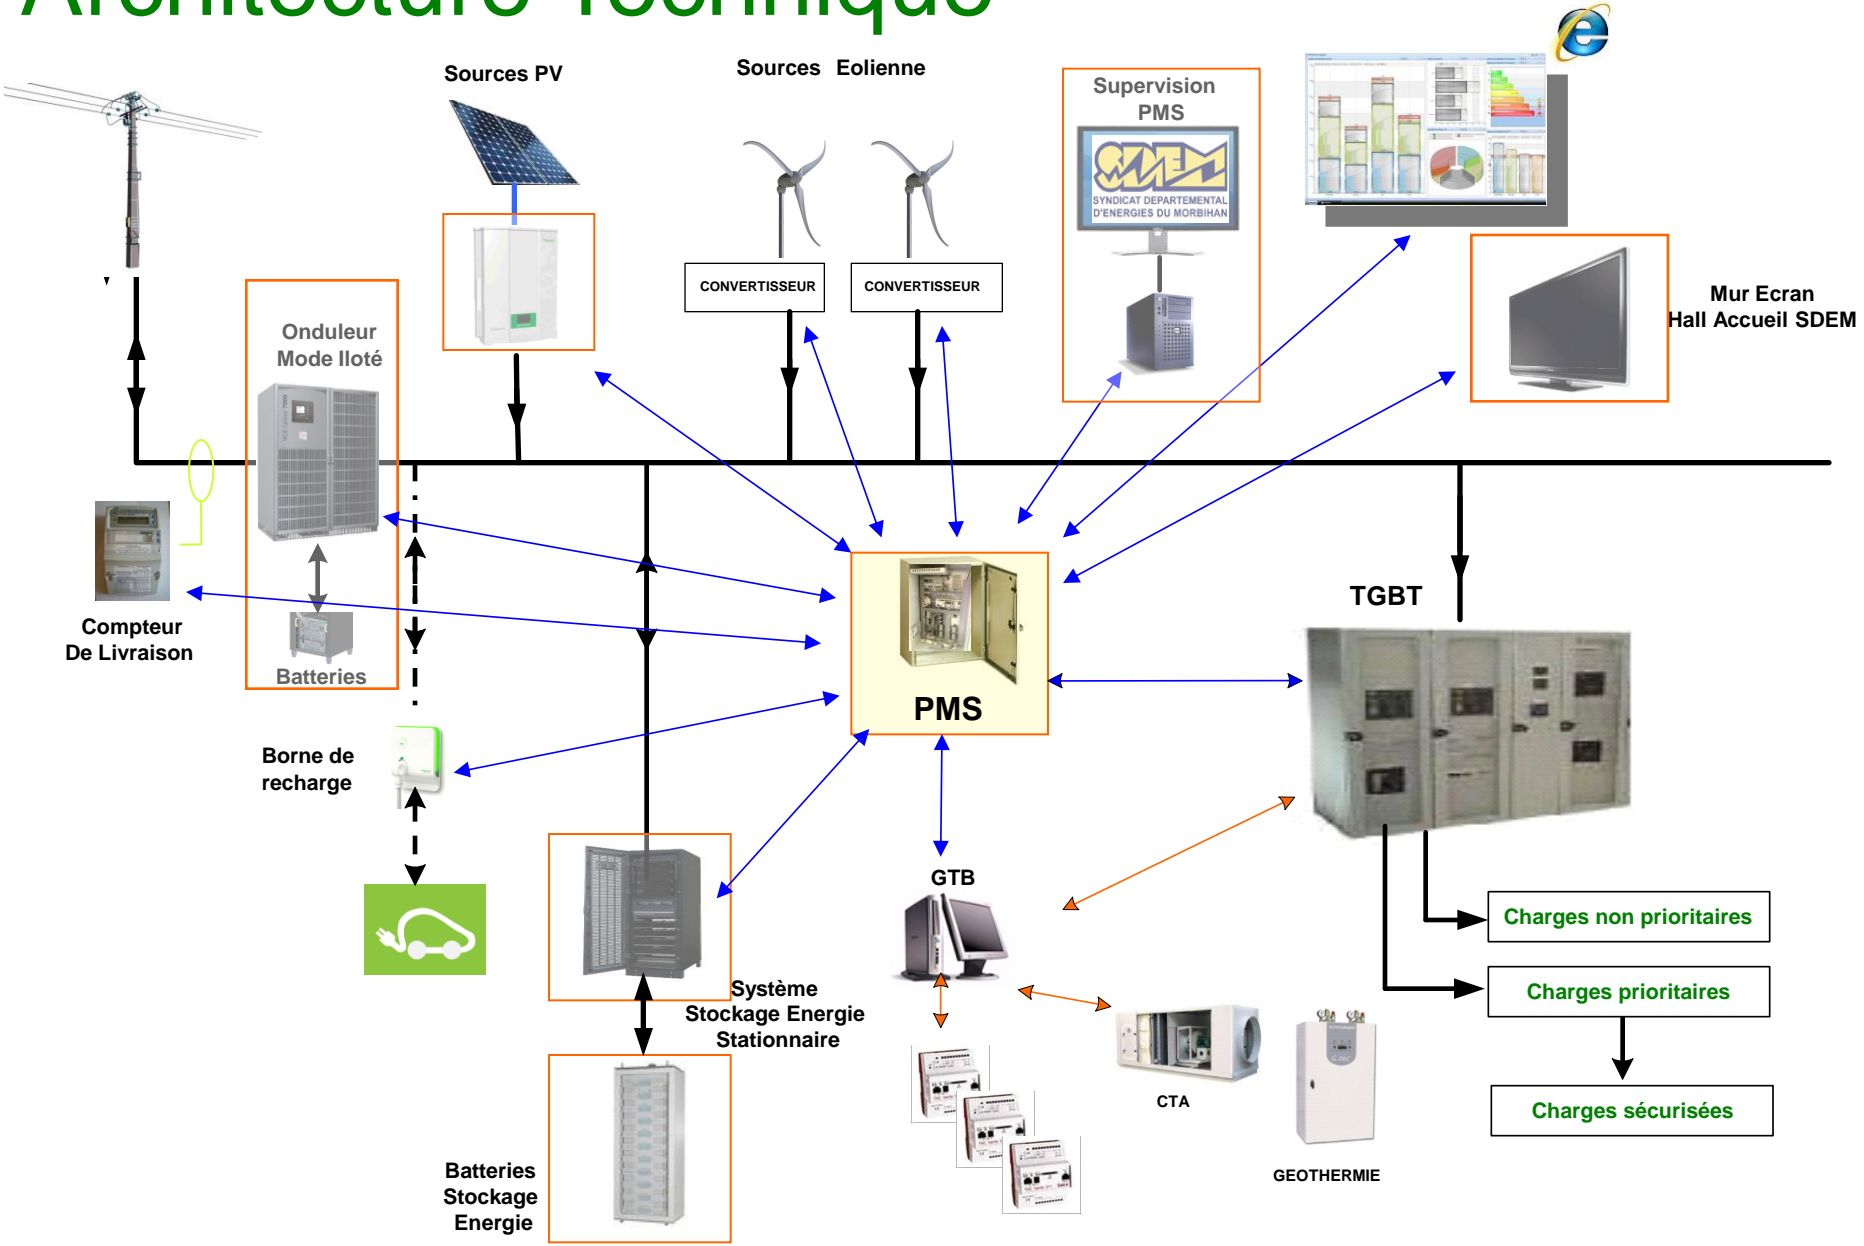 Architecture Technique
Sources PV
Sources Eolienne
Supervision
PMS
SDEM
SYNDICAT DEPARTEMENTAL
D'ENERGIES DU MORBIHAN
CONVERTISSEUR
CONVERTISSEUR
Mur Ecran
Hall Accueil SDEM
Onduleur
Mode Iloté
Compteur
De Livraison
Batteries
TGBT
PMS
Borne de
recharge
GTB
Charges non prioritaires
Système
Stockage Energie
Stationnaire
Charges prioritaires
CTA
Charges sécurisées
Batteries
Stockage
Energie
GEOTHERMIE